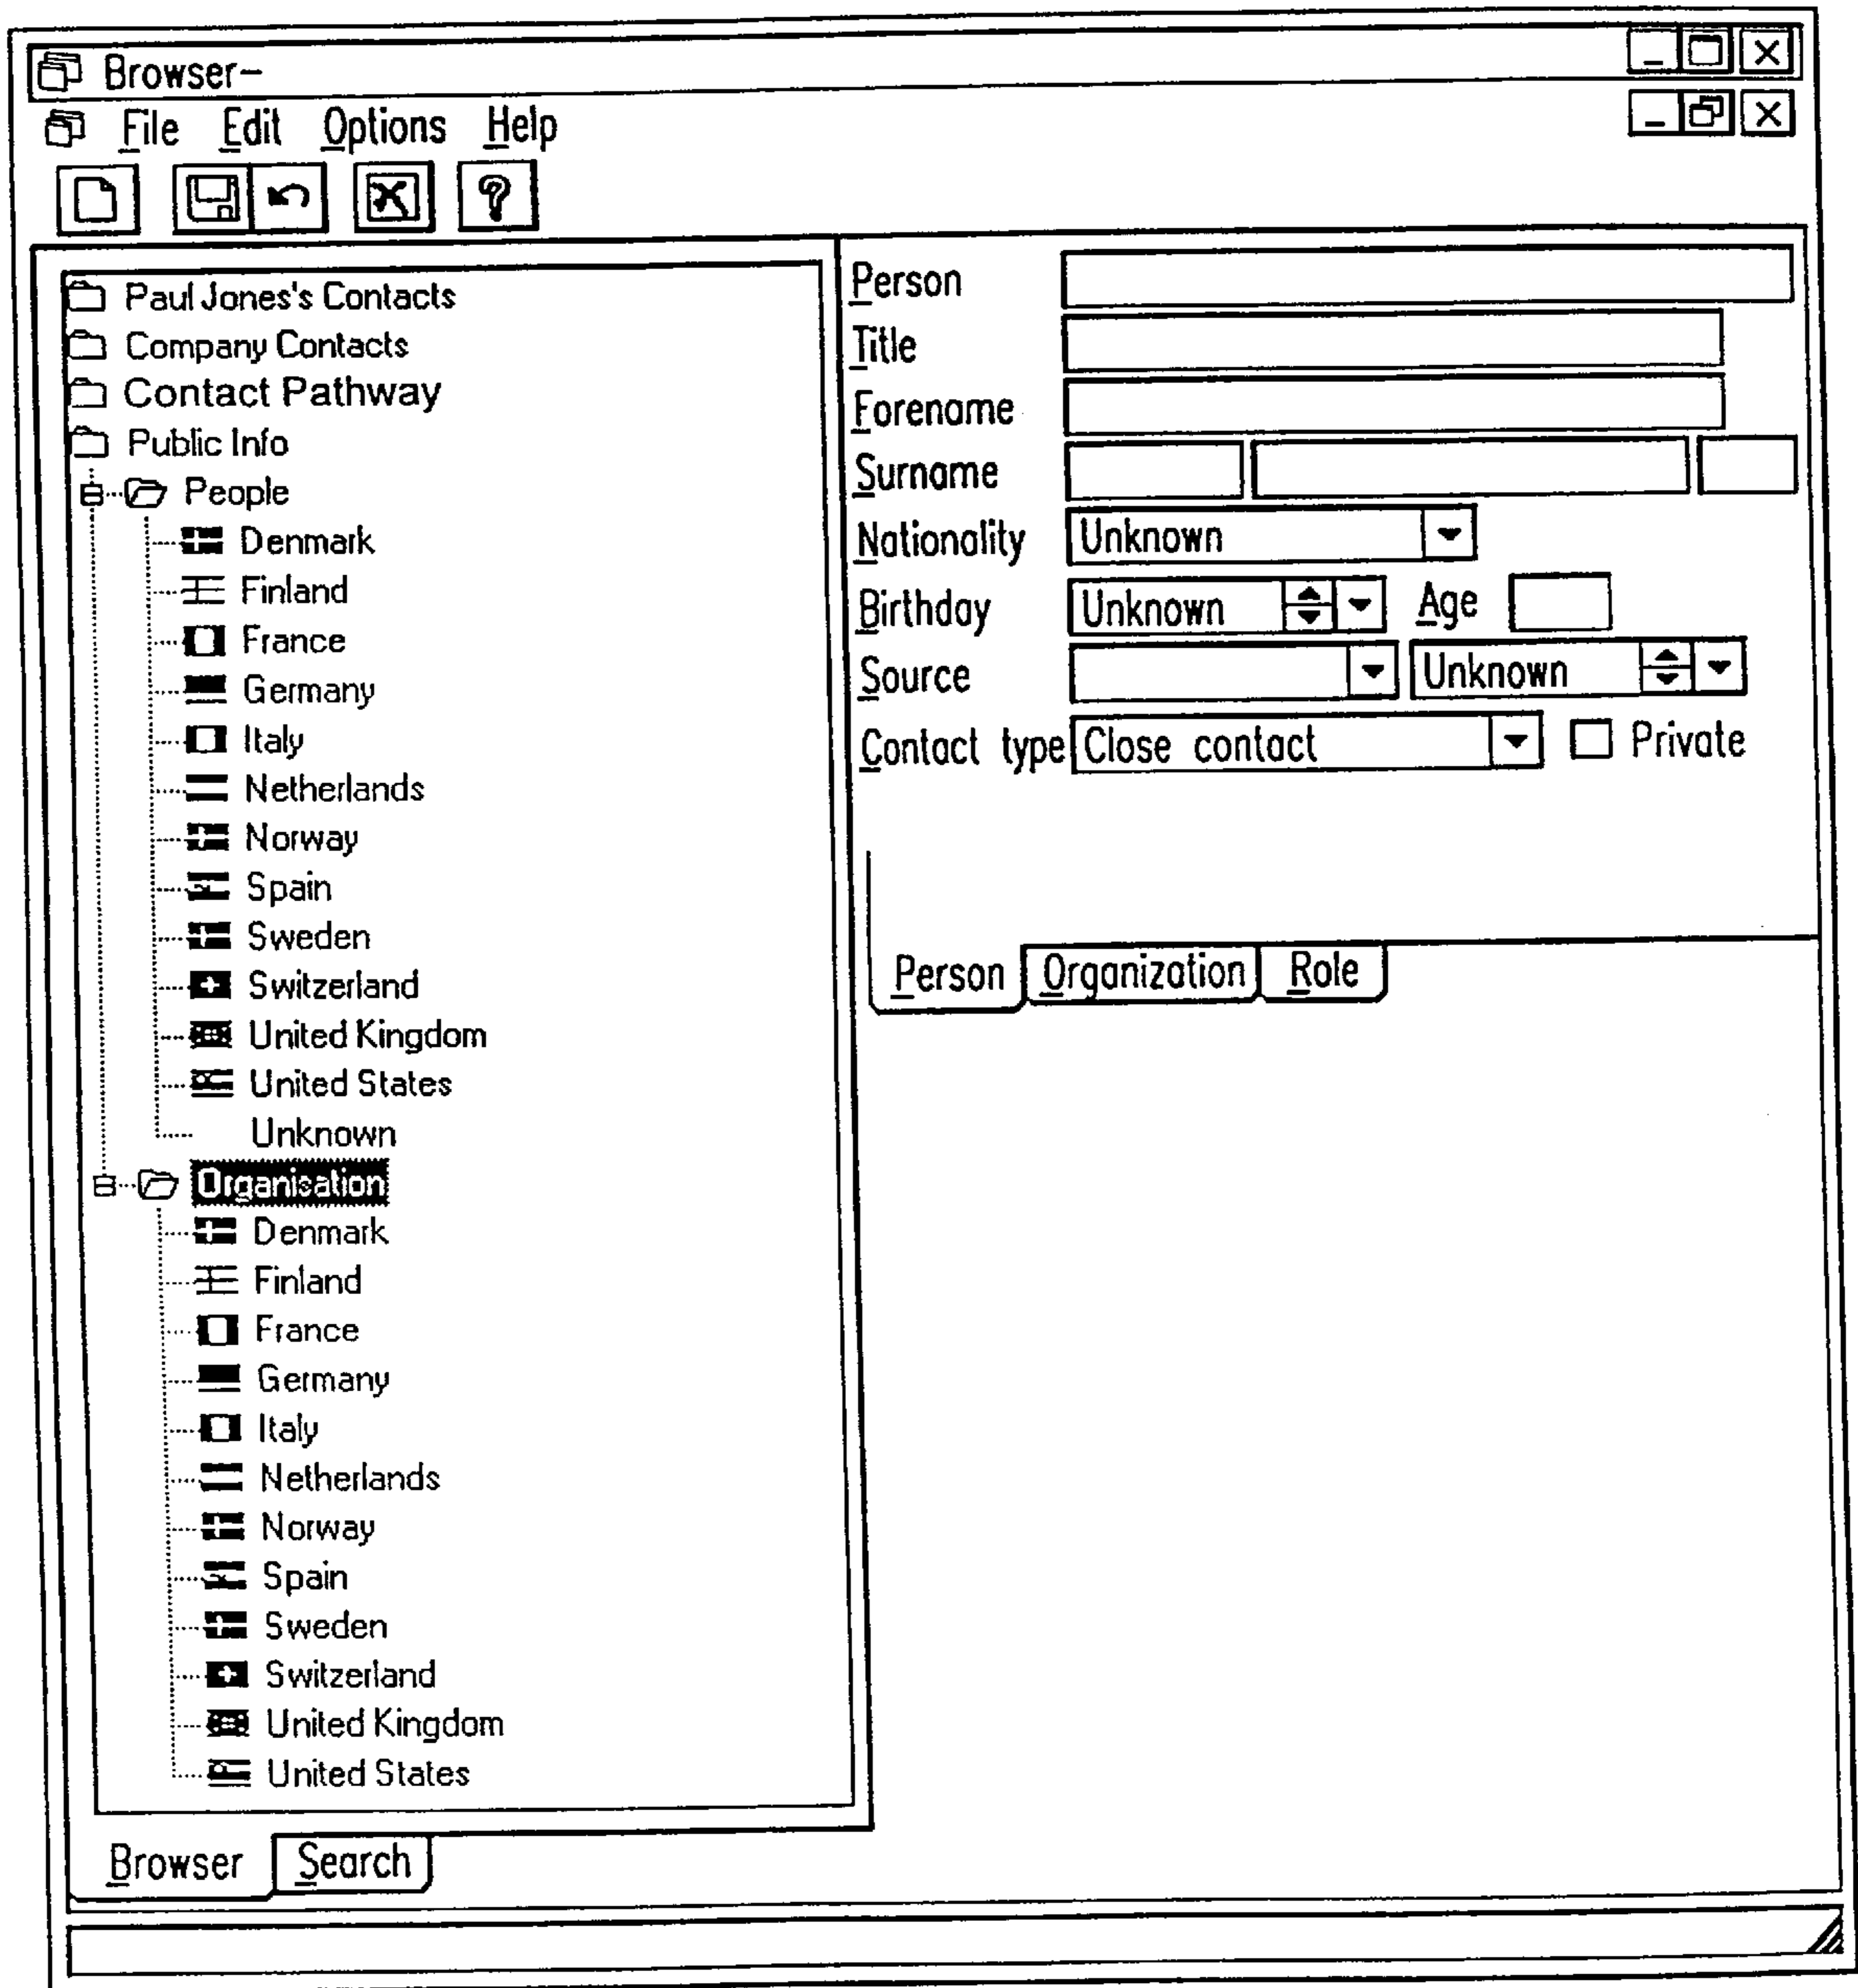 Browser-
File Edit Options Help
Paul Jones's Contacts
Company Contacts
Contact Pathway
Public Info
People
Denmark
Finland
France
Germany
Italy
Netherlands
Norway
Spain
Sweden
Switzerland
United Kingdom
United States
Unknown
Organisation
Denmark
Finland
France
Germany
Italy
Netherlands
Norway
Spain
Sweden
Switzerland
United Kingdom
United States
Browser Search
Person
Title
Forename
Surname
Nationality Unknown
Birthday Unknown Age
Source Unknown
Contact type Close contact Private
Person Organization Role